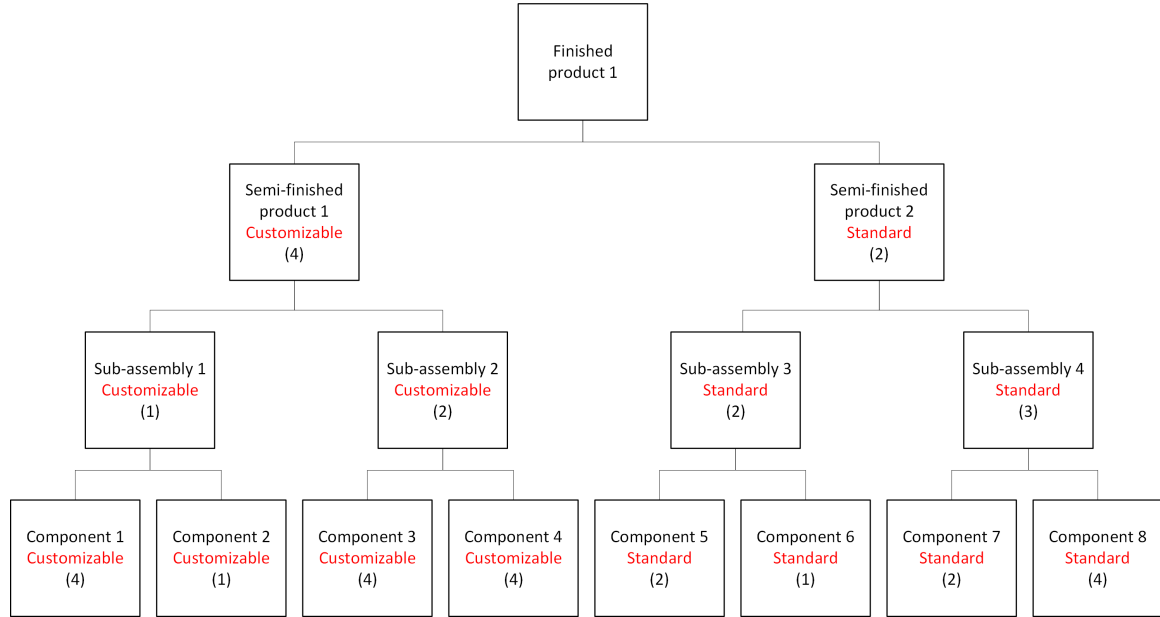 Finished
product 1
Semi-finished
product 1
Customizable
(4)
Semi-finished
product 2
Standard
(2)
Sub-assembly 1
Customizable
(1)
Sub-assembly 2
Customizable
(2)
Sub-assembly 3
Standard
(2)
Sub-assembly 4
Standard
(3)
Component 1
Customizable
(4)
Component 2
Customizable
(1)
Component 3
Customizable
(4)
Component 4
Customizable
(4)
Component 5
Standard
(2)
Component 6
Standard
(1)
Component 7
Standard
(2)
Component 8
Standard
(4)